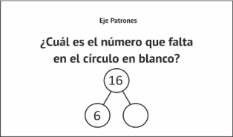 Eje Patrones
¿Cuál es el número que falta
en el círculo en blanco?
16
6